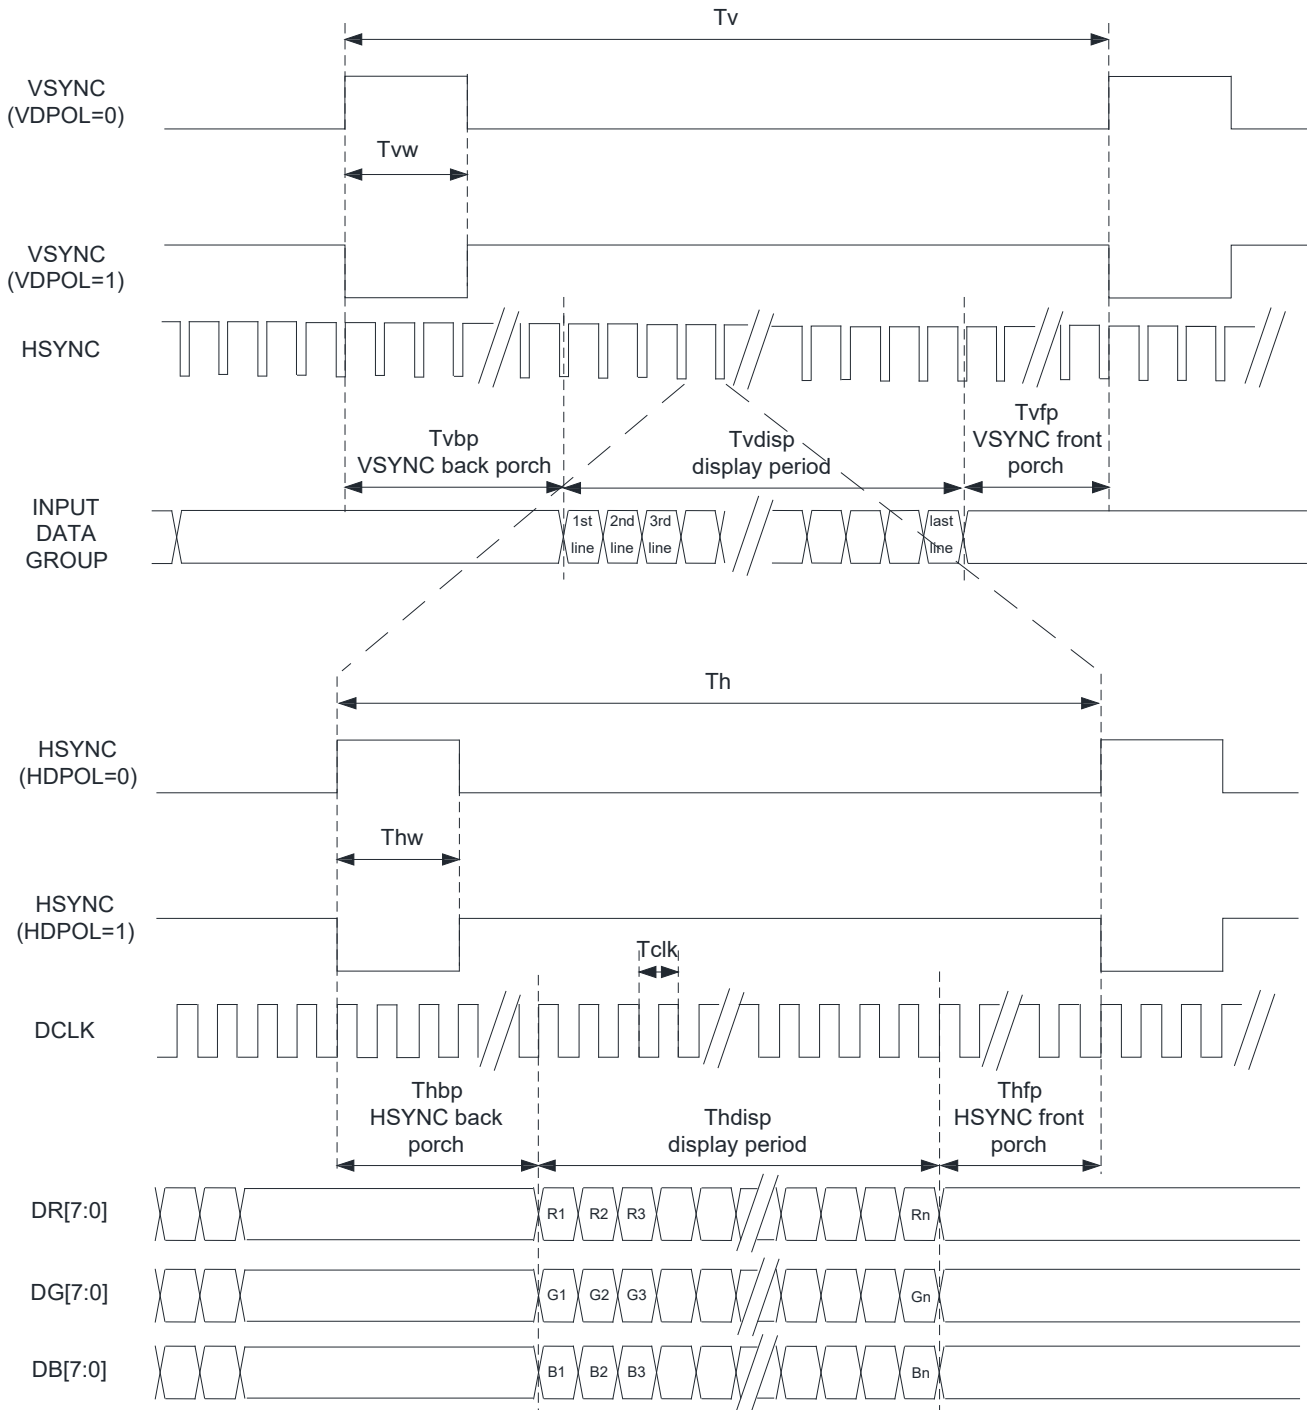 Tv
VSYNC
(VDPOL=0)
Tvw
VSYNC
(VDPOL=1)
HSYNC
Tvbp
VSYNC back porch
Tvdisp
display period
Tvfp
VSYNC front
porch
INPUT
DATA
GROUP
1st
line
2nd
line
3rd
line
last
line
Th
HSYNC
(HDPOL=0)
Thw
HSYNC
(HDPOL=1)
Tclk
DCLK
Thbp
HSYNC back
porch
Thdisp
display period
Thfp
HSYNC front
porch
DR[7:0]
R1 R2 R3 Rn
DG[7:0]
G1 G2 G3 Gn
DB[7:0]
B1 B2 B3 Bn